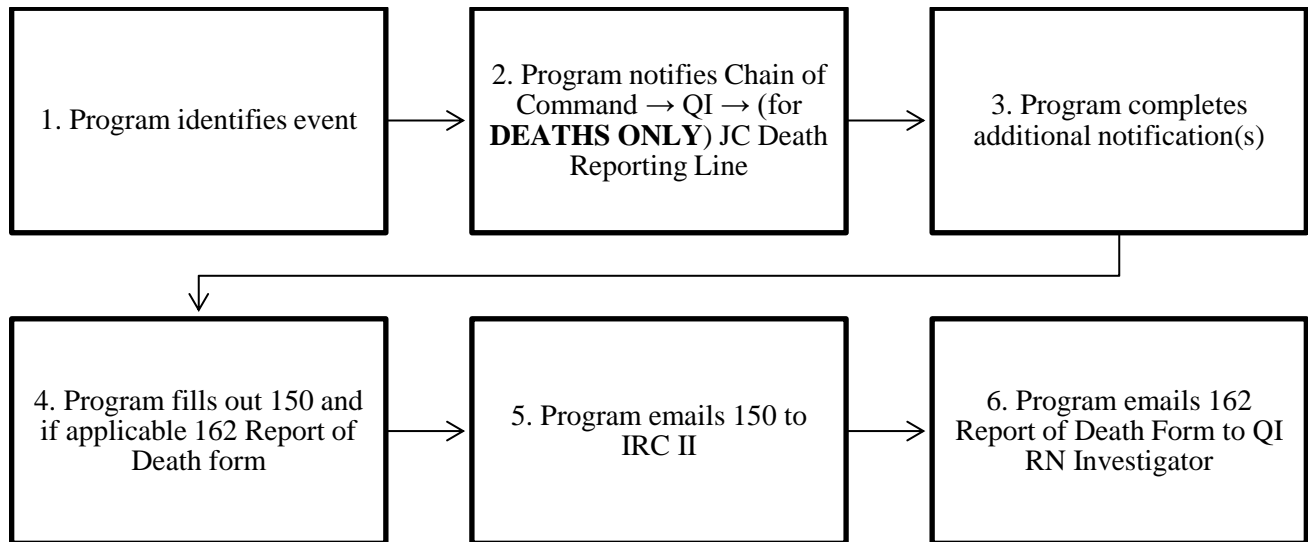 1. Program identifies event
2. Program notifies Chain of
Command → QI → (for
DEATHS ONLY) JC Death
Reporting Line
3. Program completes
additional notification(s)
4. Program fills out 150 and
if applicable 162 Report of
Death form
5. Program emails 150 to
IRC II
6. Program emails 162
Report of Death Form to QI
RN Investigator